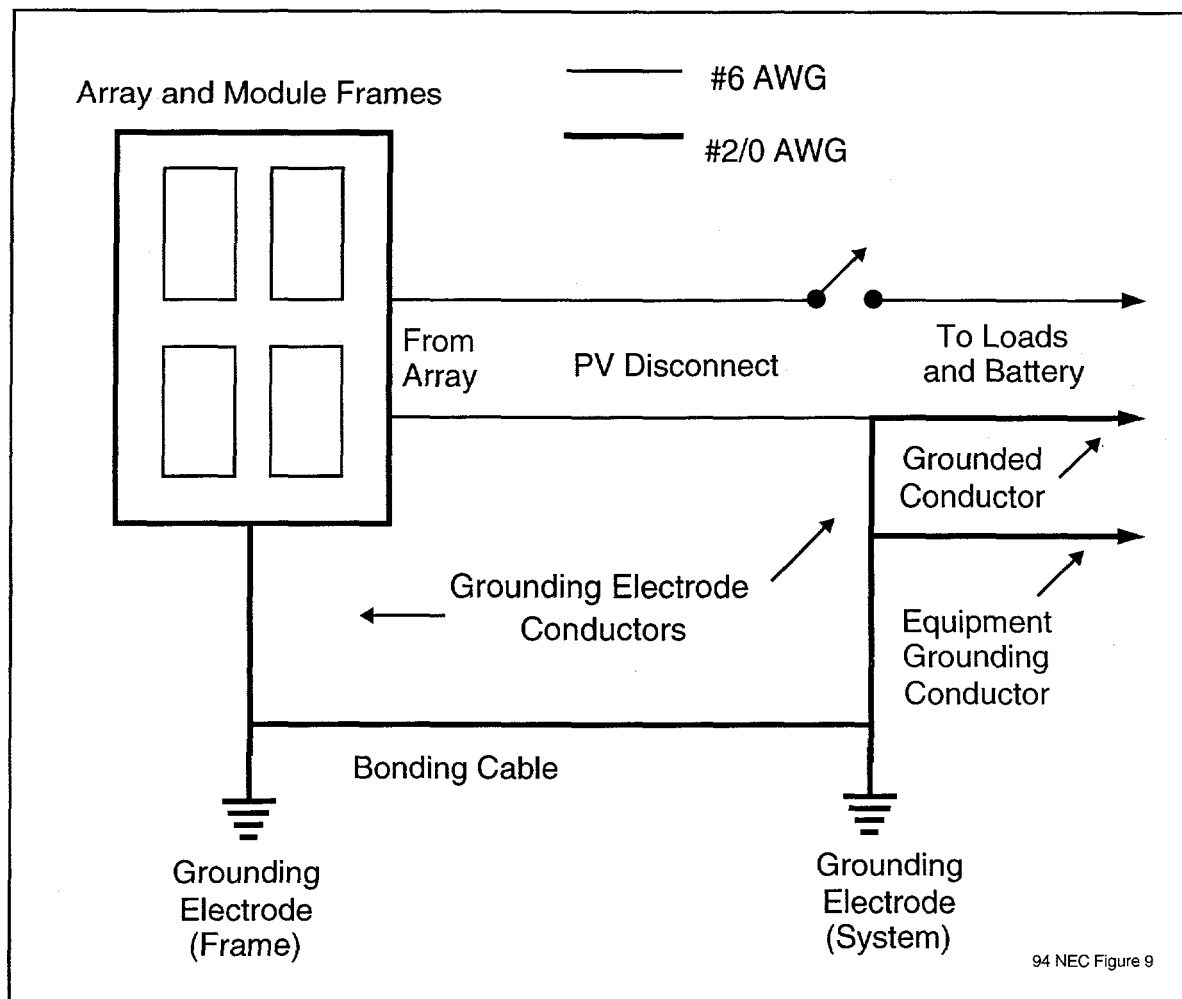 Array and Module Frames
#6 AWG
#2/0 AWG
From
Array
PV Disconnect
To Loads
and Battery
Grounded
Conductor
Grounding Electrode
Conductors
Equipment
Grounding
Conductor
Bonding Cable
Grounding
Electrode
(Frame)
Grounding
Electrode
(System)
94 NEC Figure 9